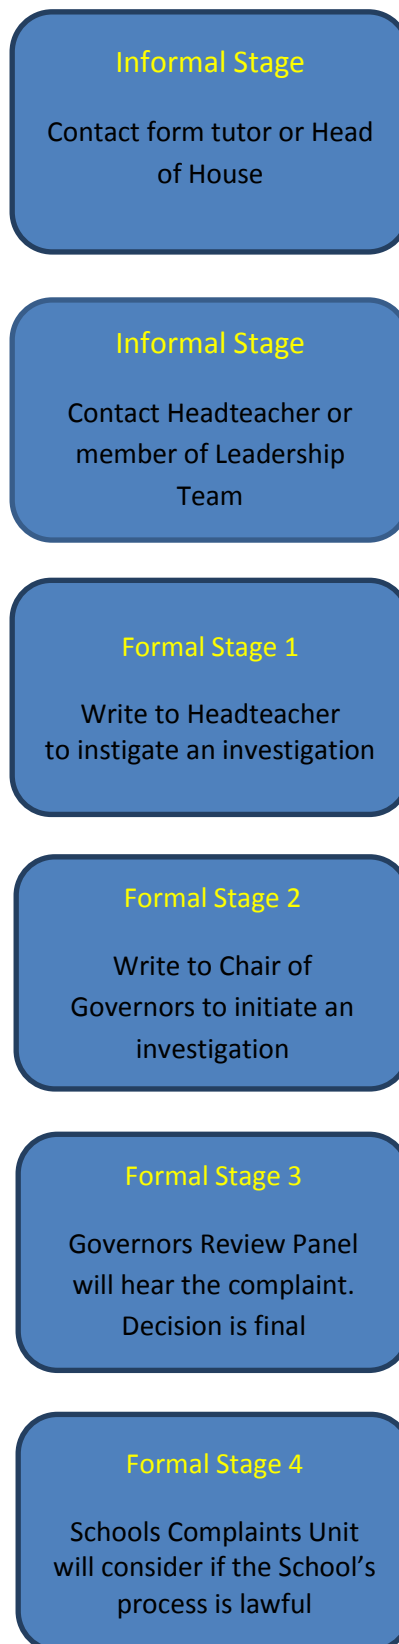 Informal Stage
Contact form tutor or Head
of House
Informal Stage
Contact Headteacher or
member of Leadership
Team
Formal Stage 1
Write to Headteacher
to instigate an investigation
Formal Stage 2
Write to Chair of
Governors to initiate an
investigation
Formal Stage 3
Governors Review Panel
will hear the complaint.
Decision is final
Formal Stage 4
Schools Complaints Unit
will consider if the School's
process is lawful